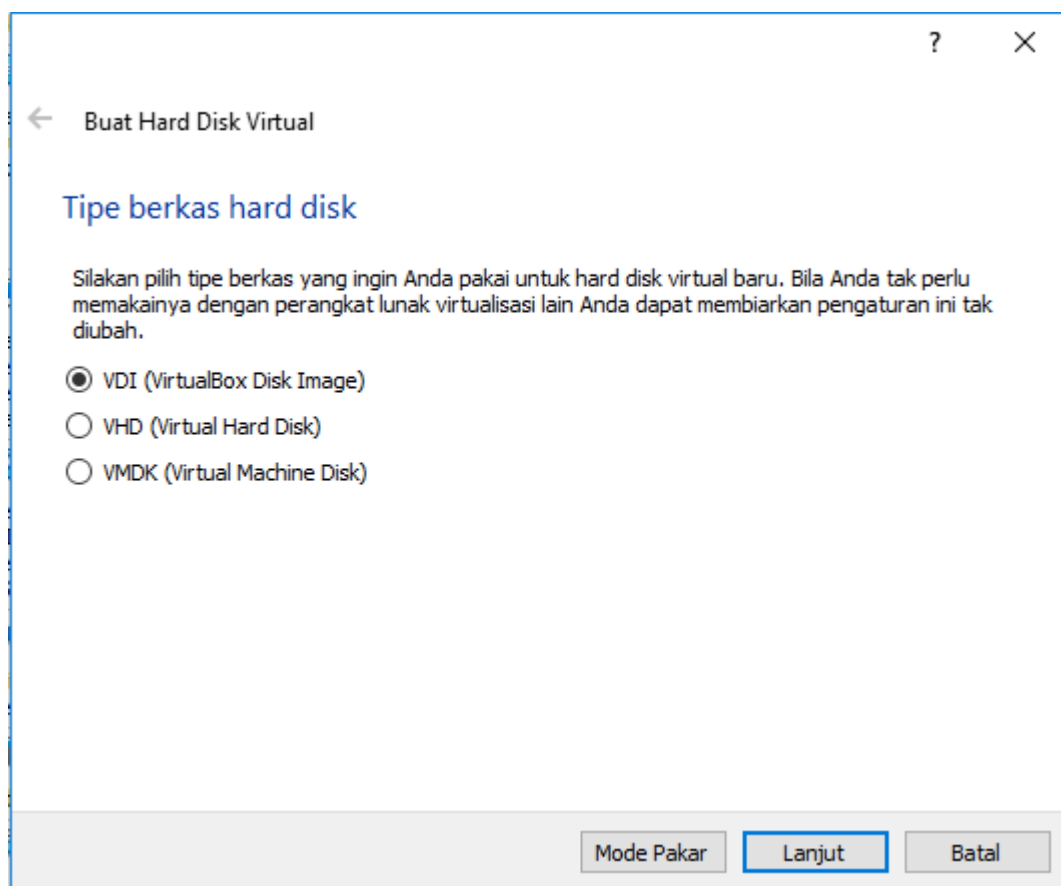 ?
Buat Hard Disk Virtual
Tipe berkas hard disk
Silakan pilih tipe berkas yang ingin Anda pakai untuk hard disk virtual baru. Bila Anda tak perlu
memakainya dengan perangkat lunak virtualisasi lain Anda dapat membiarkan pengaturan ini tak
diubah.
VDI (VirtualBox Disk Image)
VHD (Virtual Hard Disk)
VMDK (Virtual Machine Disk)
Mode Pakar Lanjut Batal